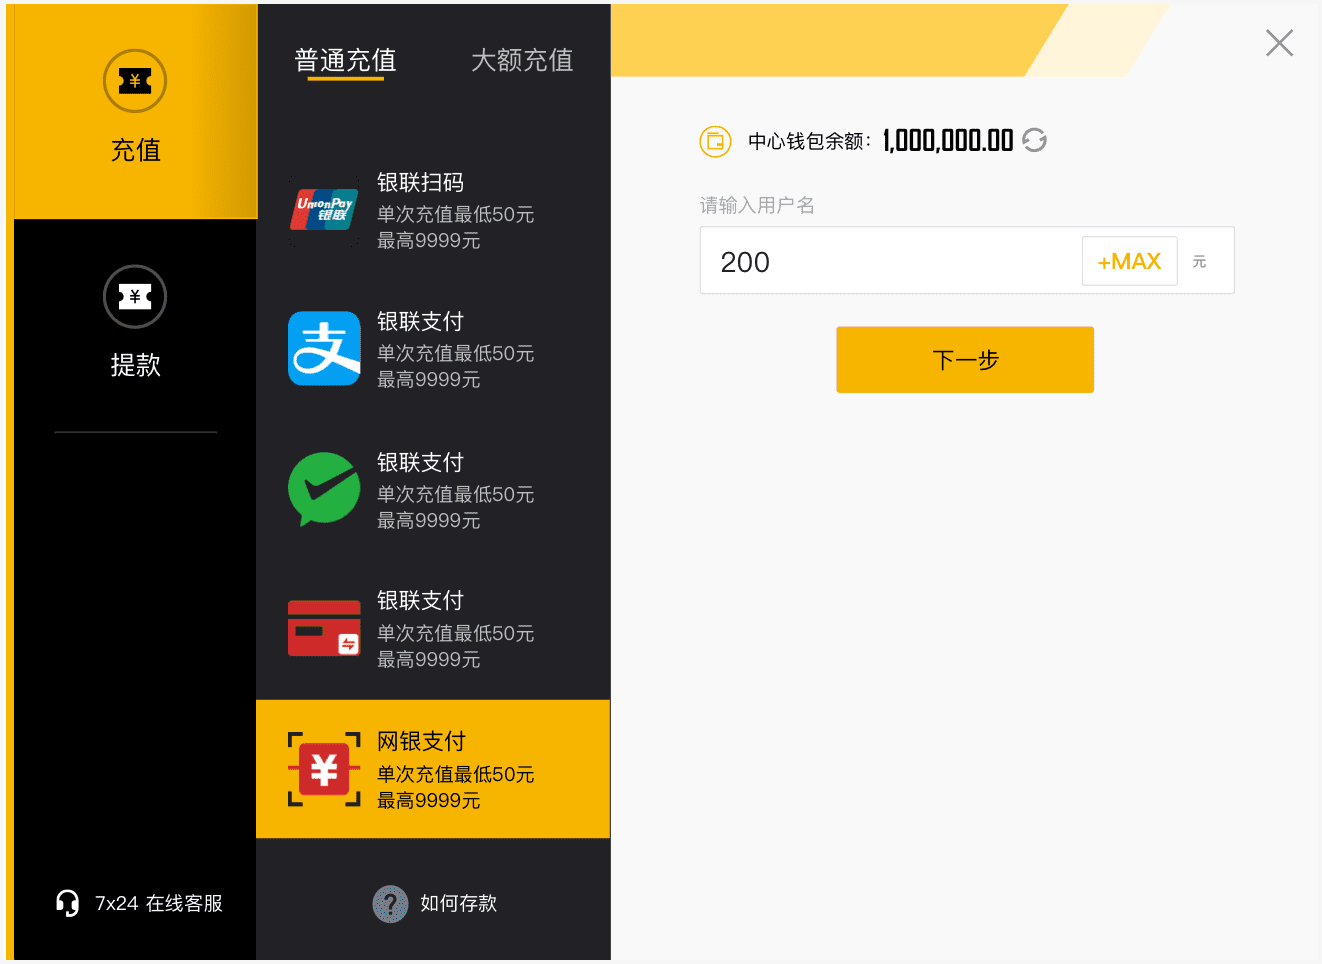 充值
提款
7x24 在线客服
普通充值
大额充值
UnionPay
银联
银联扫码
单次充值最低50元
最高9999元
支
银联支付
单次充值最低50元
最高9999元
银联支付
单次充值最低50元
最高9999元
银联支付
单次充值最低50元
最高9999元
¥
网银支付
单次充值最低50元
最高9999元
?
如何存款
中心钱包余额：1,000,000.00
请输入用户名
200
+MAX
元
下一步